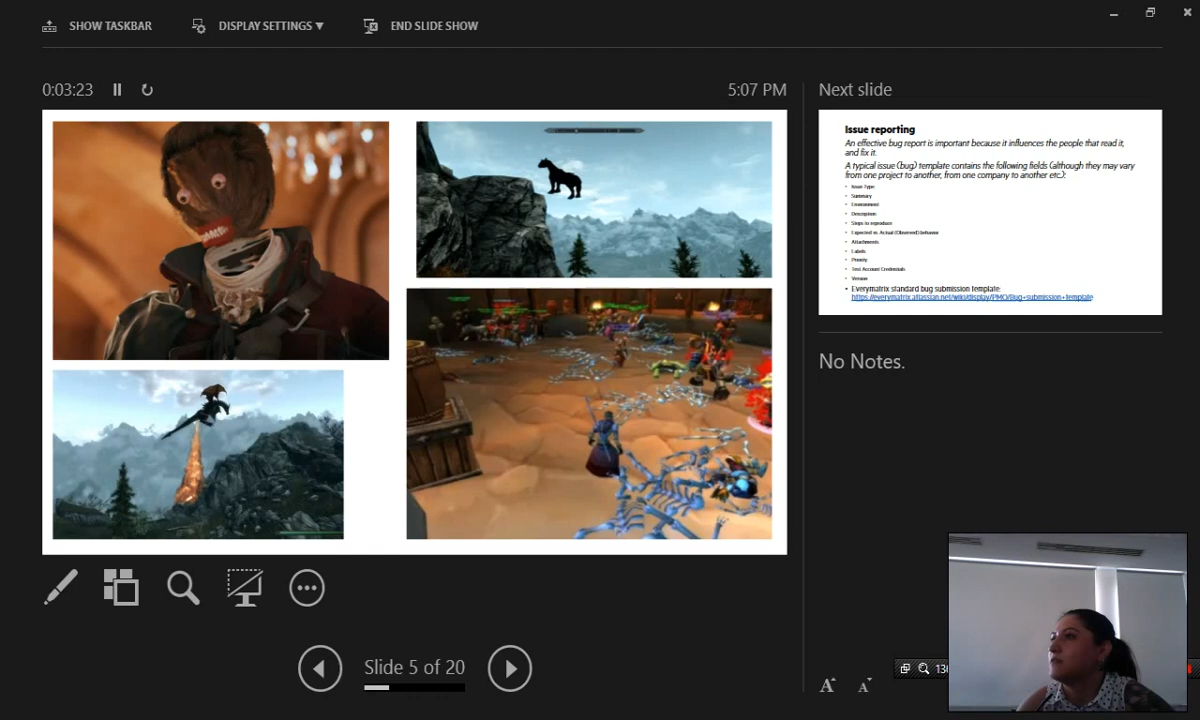 SHOW TASKBAR
DISPLAY SETTINGS ▼
END SLIDE SHOW
0:03:23
5:07 PM
Next slide
Issue reporting
An effective bug report is important because it influences the people that read it,
and fix it.
A typical issue (bug) template contains the following fields (although they may vary
from one project to another, from one company to another etc.):
• Issue Type
• Summary
• Environment
• Description
• Steps to reproduce
• Expected vs. Actual (Observed) behavior
• Attachments
• Labels
• Priority
• Test Account Credentials
• Version
• Everymatrix standard bug submission template:
https://everymatrix.atlassian.net/wiki/display/PMO/Bug+submission+template
No Notes.
Slide 5 of 20
A A